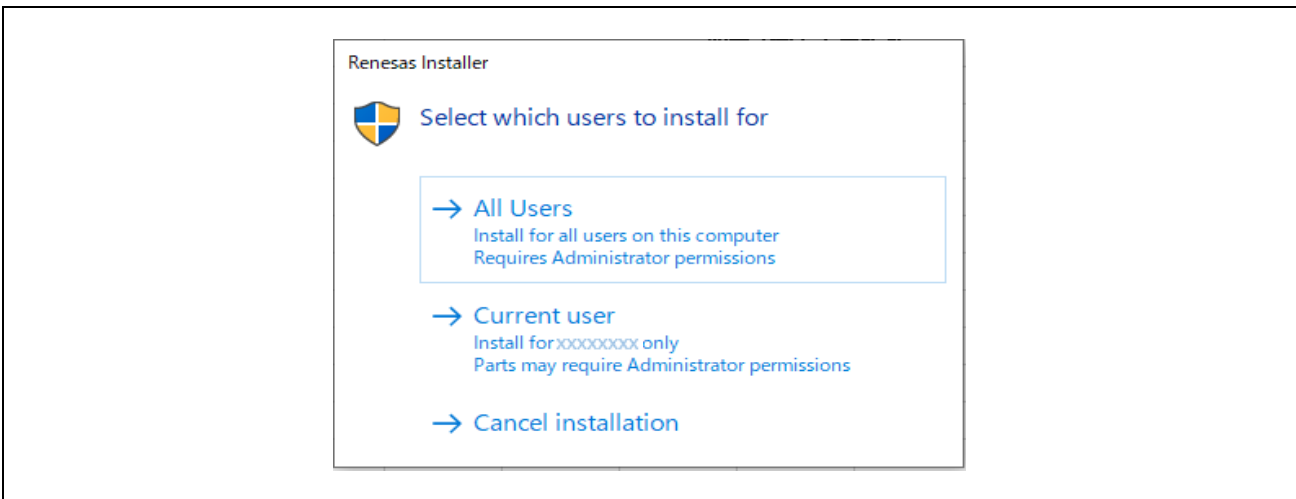 Renesas Installer
Select which users to install for
All Users
Install for all users on this computer
Requires Administrator permissions
Current user
Install for xxxxxxxx only
Parts may require Administrator permissions
Cancel installation